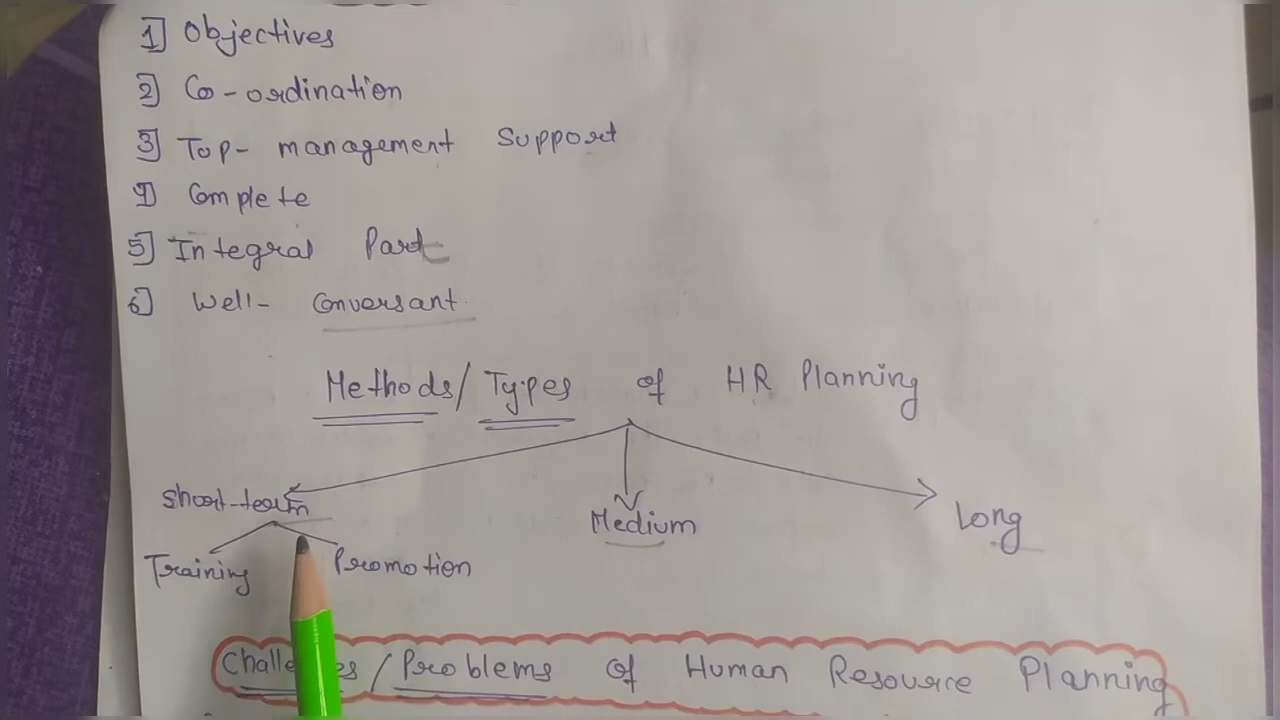 1] Objectives
2] Co-ordination
3] Top- management Support
4] Complete
5] Integral Part
6] Well- Conversant
Methods/Types of HR Planning
Short-term Medium Long
Training Promotion
/Problems of Human Resource Planning